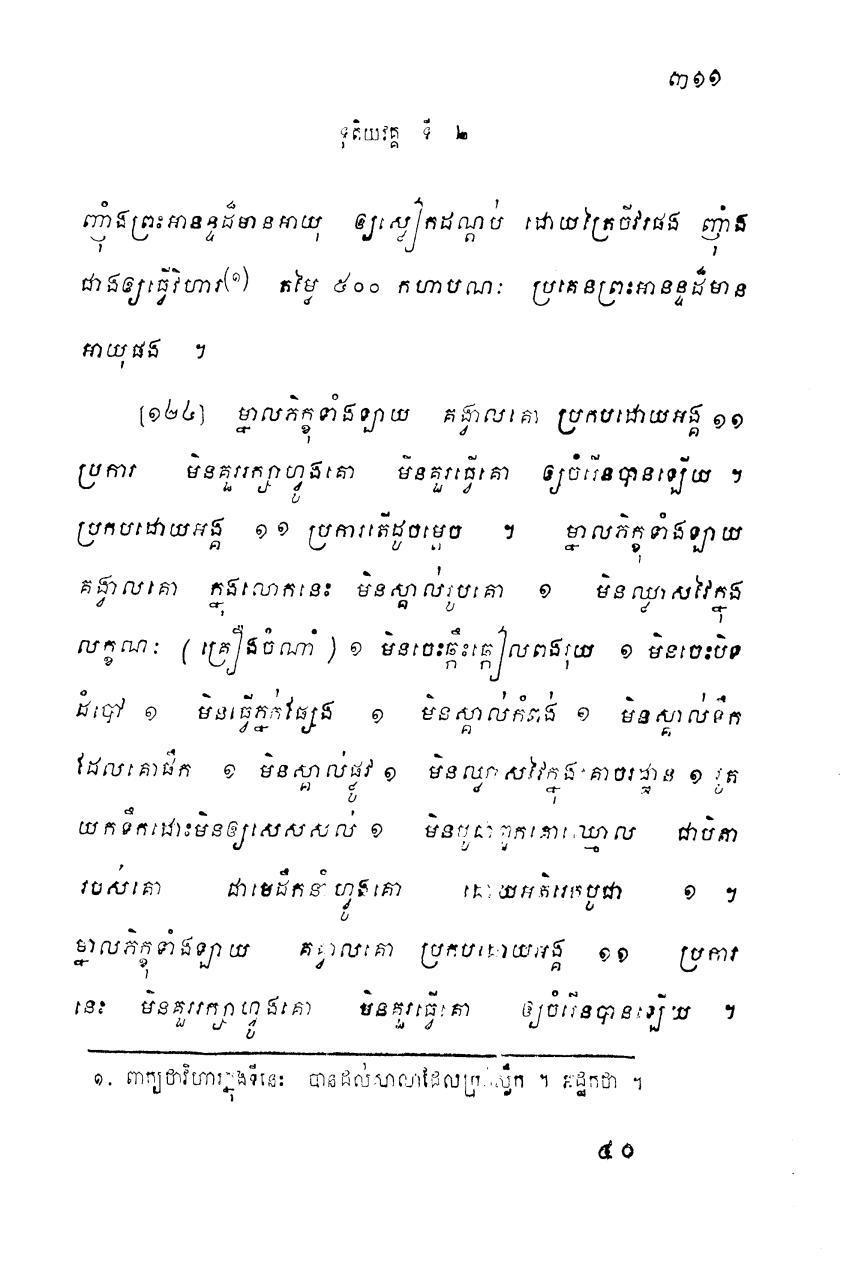 ៣១១
ទុតិយវគ្គ ទី ២
ញ៉ាំងព្រះអានន្ទដ៏មានអាយុ ឲ្យស្លៀកដណ្តប់ ដោយត្រៃចីវរផង ញ៉ាំង
ជាងឲ្យធ្វើវិហារ(១) តម្លៃ ៥០០ កហាបណៈ ប្រគេនព្រះអានន្ទដ៏មាន
អាយុផង ។
[១២៤] ម្នាលភិក្ខុទាំងឡាយ គង្វាលគោ ប្រកបដោយអង្គ ១១
ប្រការ មិនគួររក្សាហ្វូងគោ មិនគួរធ្វើគោ ឲ្យចំរើនបានឡើយ ។
ប្រកបដោយអង្គ ១១ ប្រការតើដូចម្តេច ។ ម្នាលភិក្ខុទាំងឡាយ
គង្វាលគោ ក្នុងលោកនេះ មិនស្គាល់រូបគោ ១ មិនឈ្លាសវៃក្នុង
លក្ខណៈ (គ្រឿងចំណាំ) ១ មិនចេះឆ្កឹះឆ្កៀលពងរុយ ១ មិនចេះបិទ
ដំបៅ ១ មិនធ្វើភ្នក់ផ្សែង ១ មិនស្គាល់កំពង់ ១ មិនស្គាល់ទឹក
ដែលគោផឹក ១ មិនស្គាល់ផ្លូវ ១ មិនឈ្លាសវៃក្នុងគោចរដ្ឋាន ១ រូត
យកទឹកដោះមិនឲ្យសេសសល់ ១ មិនបូជាពួកគោឈ្មោល ជាបិតា
របស់គោ ជាមេដឹកនាំហ្វូងគោ ដោយអតិរេកបូជា ១ ។
ម្នាលភិក្ខុទាំងឡាយ គង្វាលគោ ប្រកបដោយអង្គ ១១ ប្រការ
នេះ មិនគួររក្សាហ្វូងគោ មិនគួរធ្វើគោ ឲ្យចំរើនបានឡើយ ។
១. ពាក្យថាវិហារក្នុងទីនេះ បានដល់សាលាដែលប្រក់ស្លឹក ។ អដ្ឋកថា ។
៤០